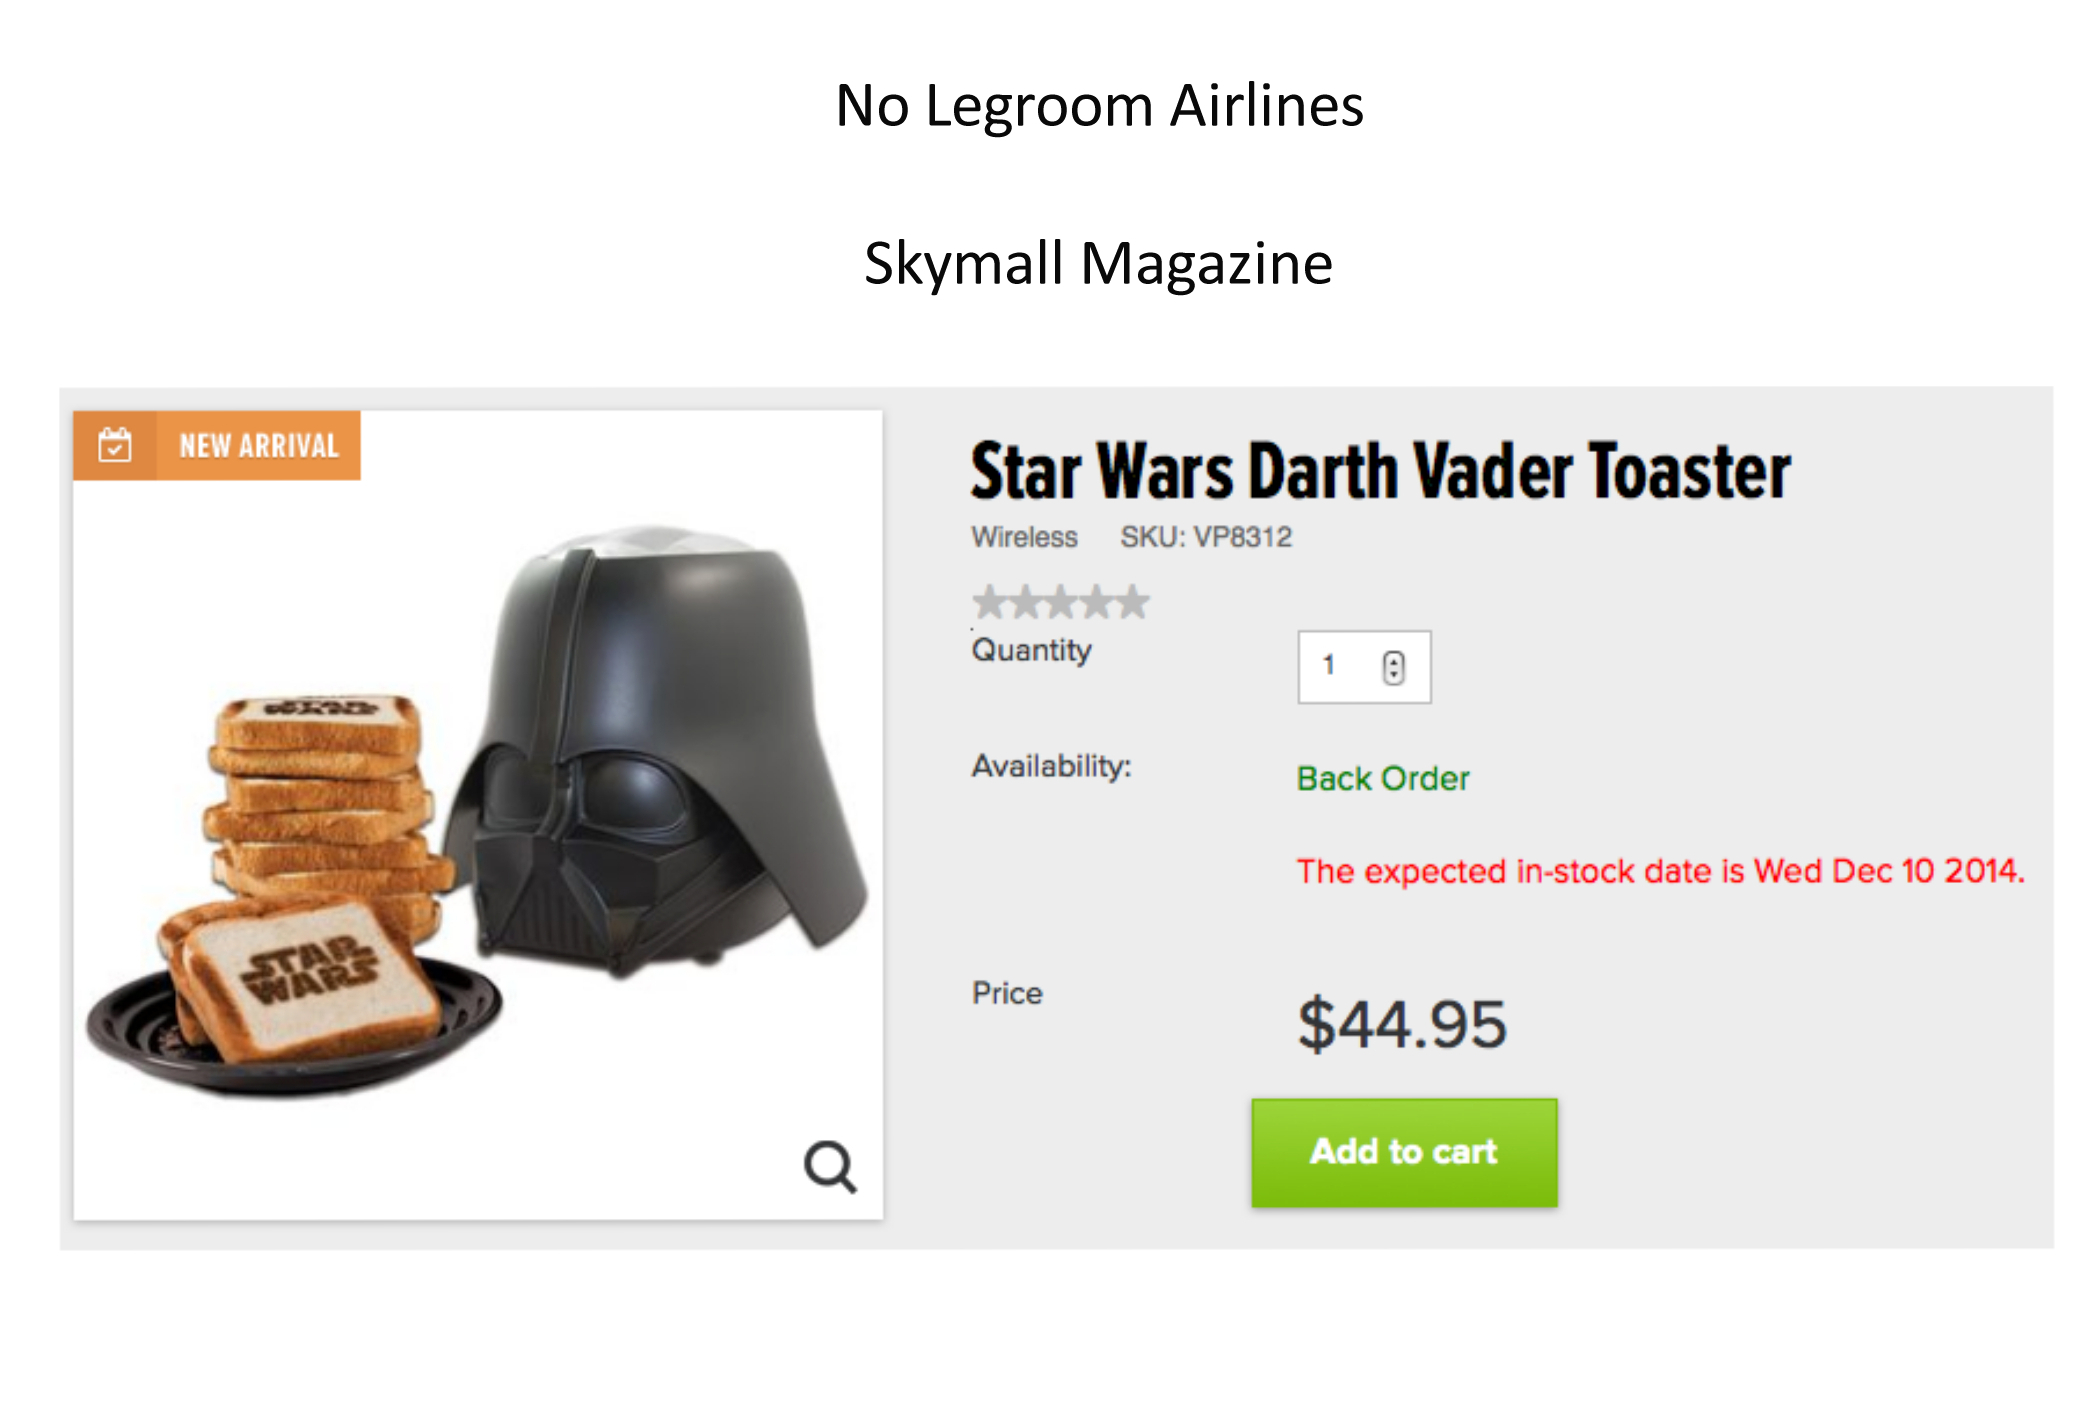 No Legroom Airlines
Skymall Magazine
NEW ARRIVAL
STAR
WARS
STAR
WARS
Star Wars Darth Vader Toaster
Wireless SKU: VP8312
Quantity 1
Availability: Back Order
The expected in-stock date is Wed Dec 10 2014.
Price $44.95
Add to cart